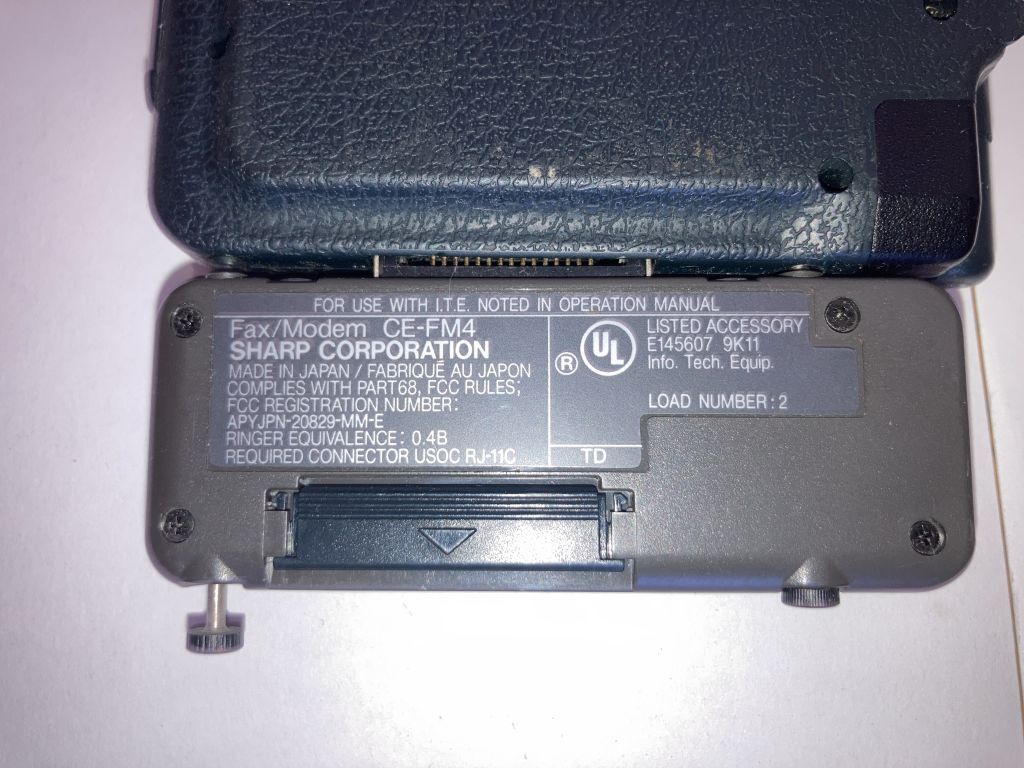 FOR USE WITH I.T.E. NOTED IN OPERATION MANUAL
Fax/Modem CE-FM4
SHARP CORPORATION
MADE IN JAPAN / FABRIQUÉ AU JAPON
COMPLIES WITH PART68, FCC RULES;
FCC REGISTRATION NUMBER:
APYJPN-20829-MM-E
RINGER EQUIVALENCE: 0.4B
REQUIRED CONNECTOR USOC RJ-11C
® UL
LISTED ACCESSORY
E145607 9K11
Info. Tech. Equip.
LOAD NUMBER: 2
TD